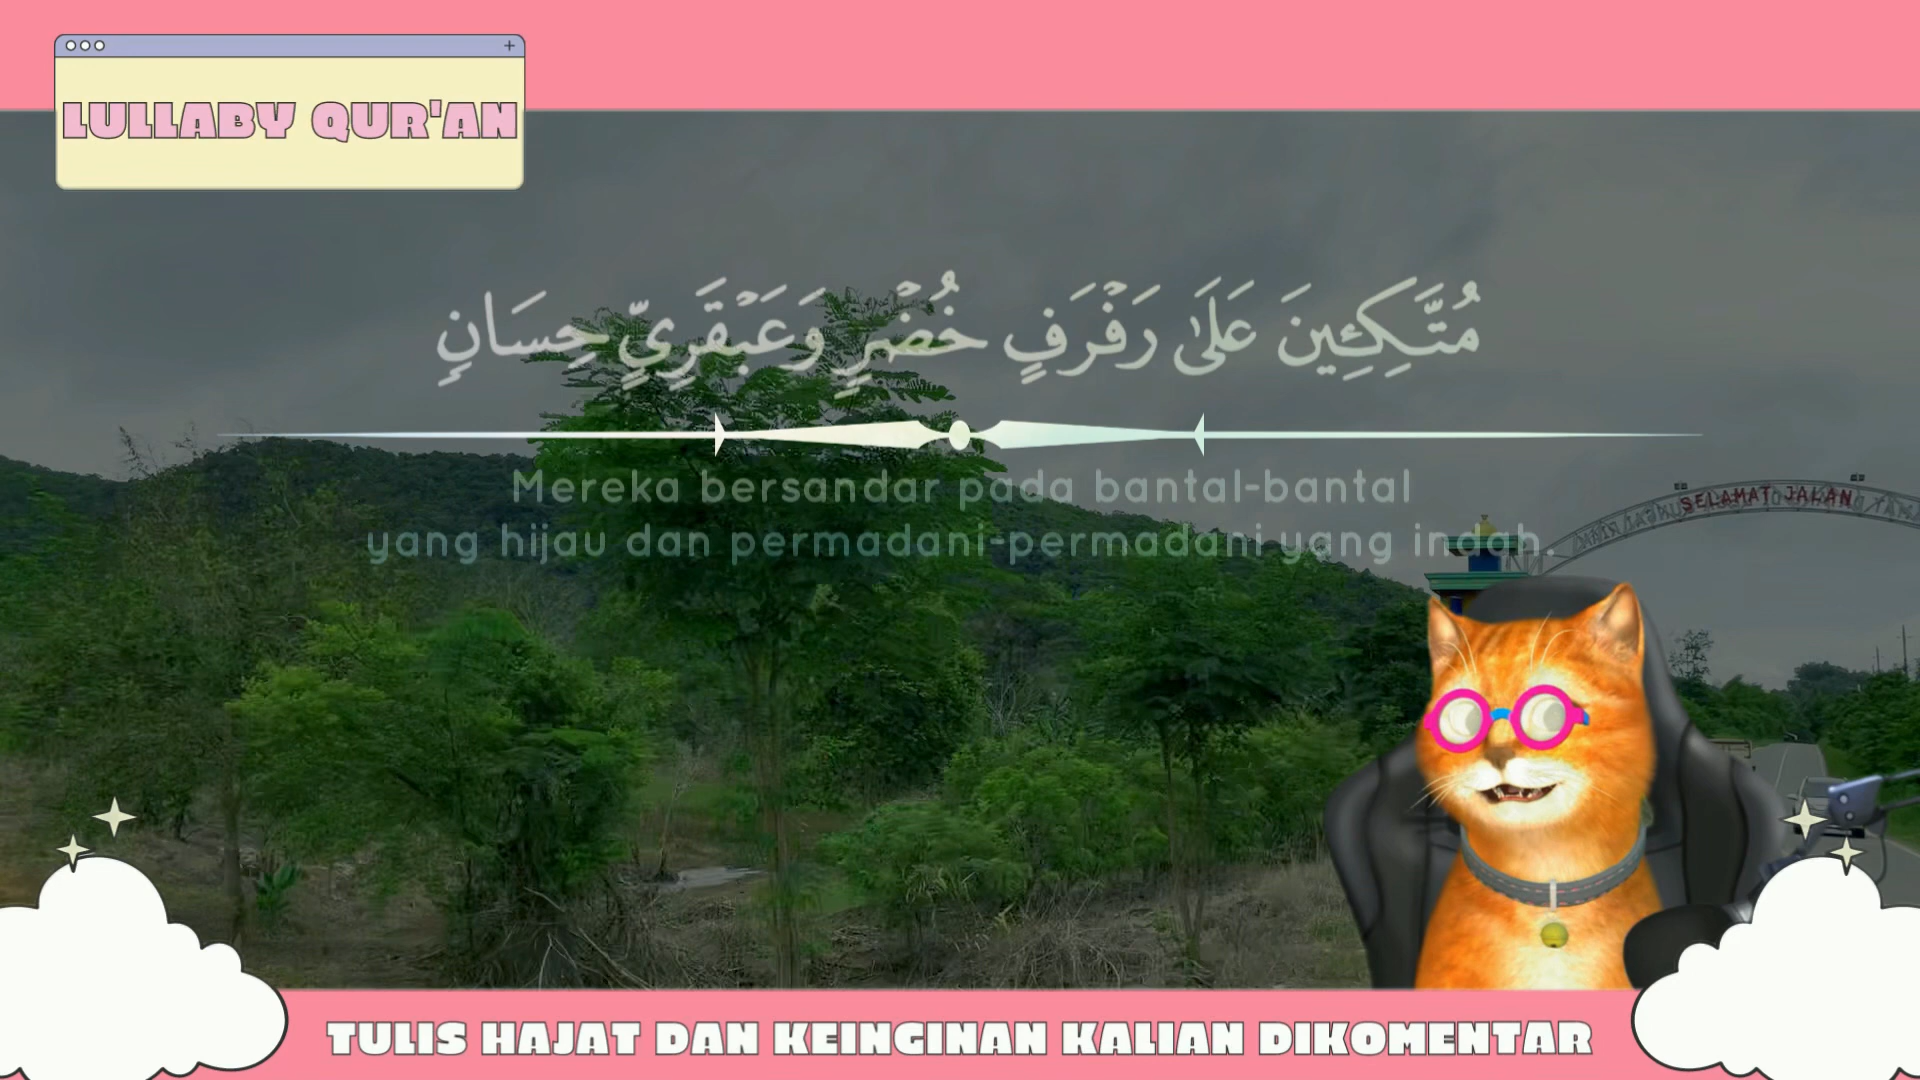 LULLABY QUR'AN
مُتَّكِـِٔينَ عَلَىٰ رَفْرَفٍ خُضْرٍ وَعَبْقَرِيٍّ حِسَانٍ
Mereka bersandar pada bantal-bantal
yang hijau dan permadani-permadani yang indah.
SELAMAT JALAN
TULIS HAJAT DAN KEINGINAN KALIAN DIKOMENTAR